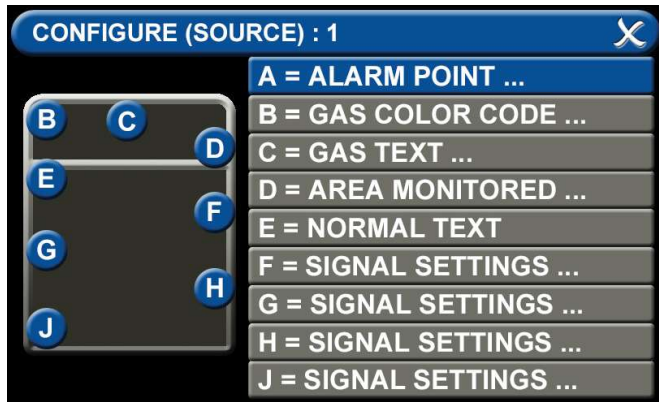 CONFIGURE (SOURCE) : 1
X
A = ALARM POINT ...
B = GAS COLOR CODE ...
C = GAS TEXT ...
D = AREA MONITORED ...
E = NORMAL TEXT
F = SIGNAL SETTINGS ...
G = SIGNAL SETTINGS ...
H = SIGNAL SETTINGS ...
J = SIGNAL SETTINGS ...
B
C
D
E
F
G
H
J